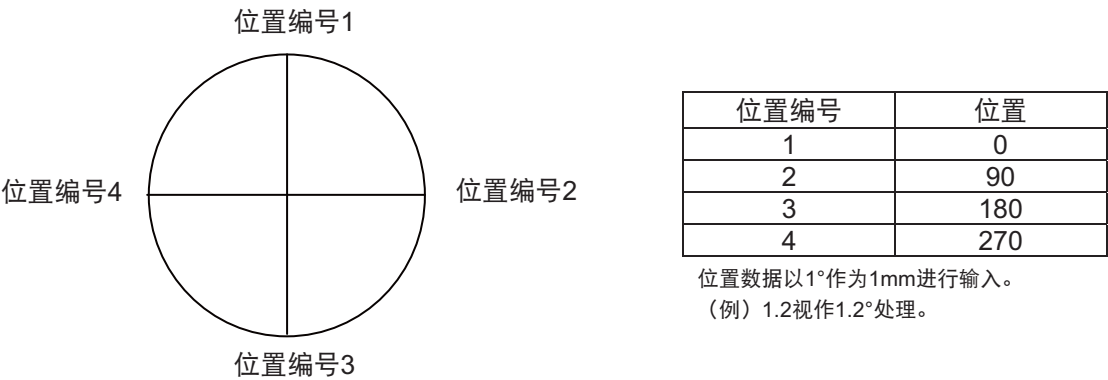 位置编号1
位置编号4
位置编号2
位置编号3
位置编号 位置
1 0
2 90
3 180
4 270
位置数据以1°作为1mm进行输入。
（例）1.2视作1.2°处理。